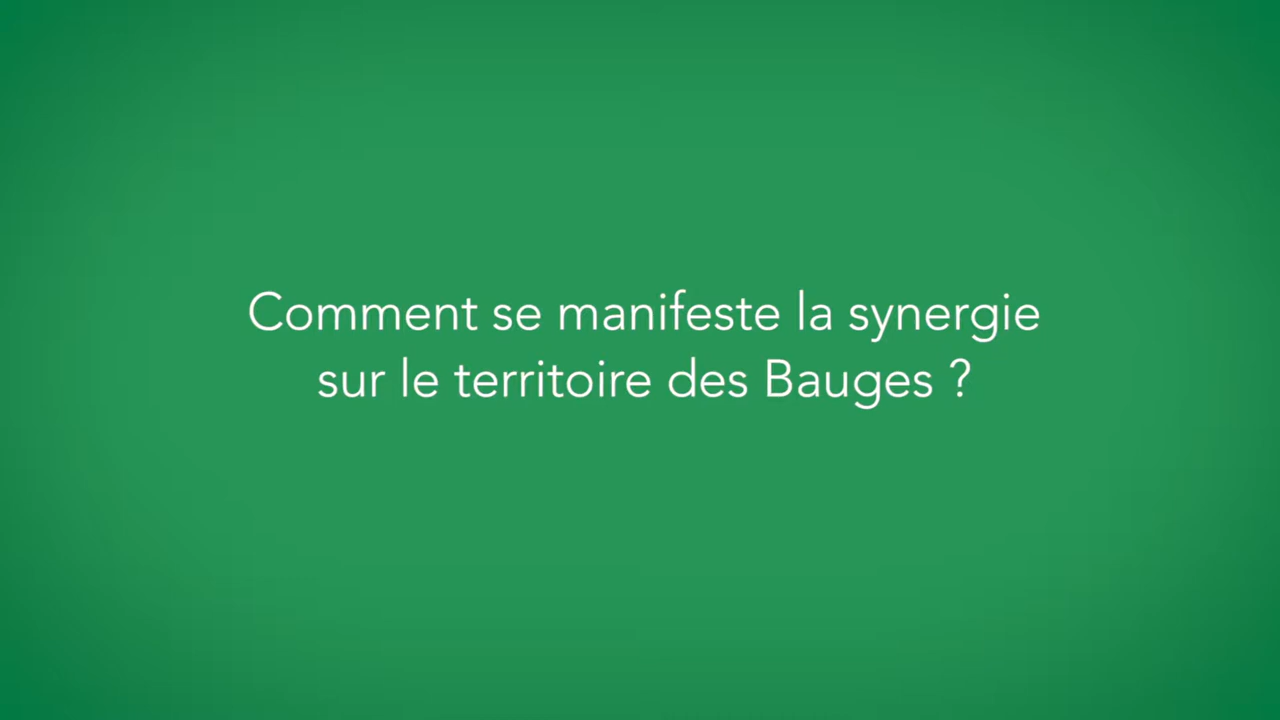 Comment se manifeste la synergie
sur le territoire des Bauges ?